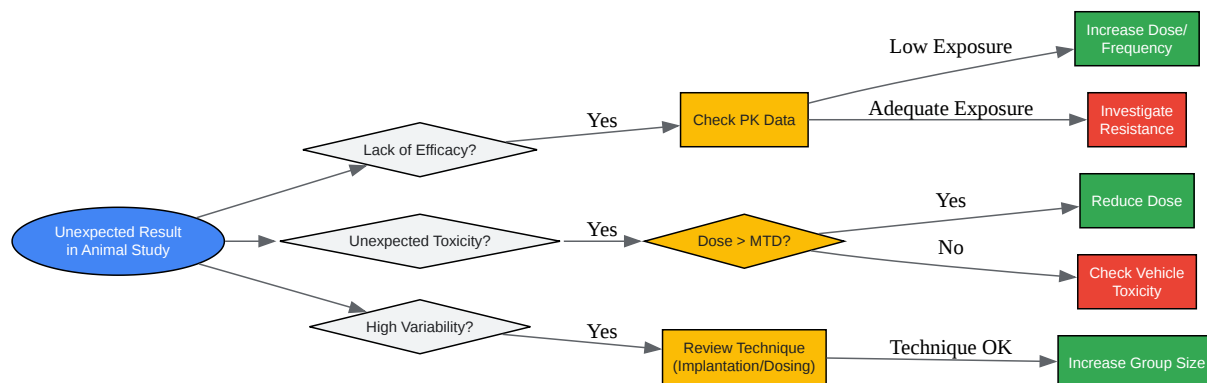 Unexpected Result
in Animal Study
Lack of Efficacy?
Yes
Check PK Data
Low Exposure
Increase Dose/
Frequency
Adequate Exposure
Investigate
Resistance
Unexpected Toxicity?
Yes
Dose > MTD?
Yes
Reduce Dose
No
Check Vehicle
Toxicity
High Variability?
Yes
Review Technique
(Implantation/Dosing)
Technique OK
Increase Group Size